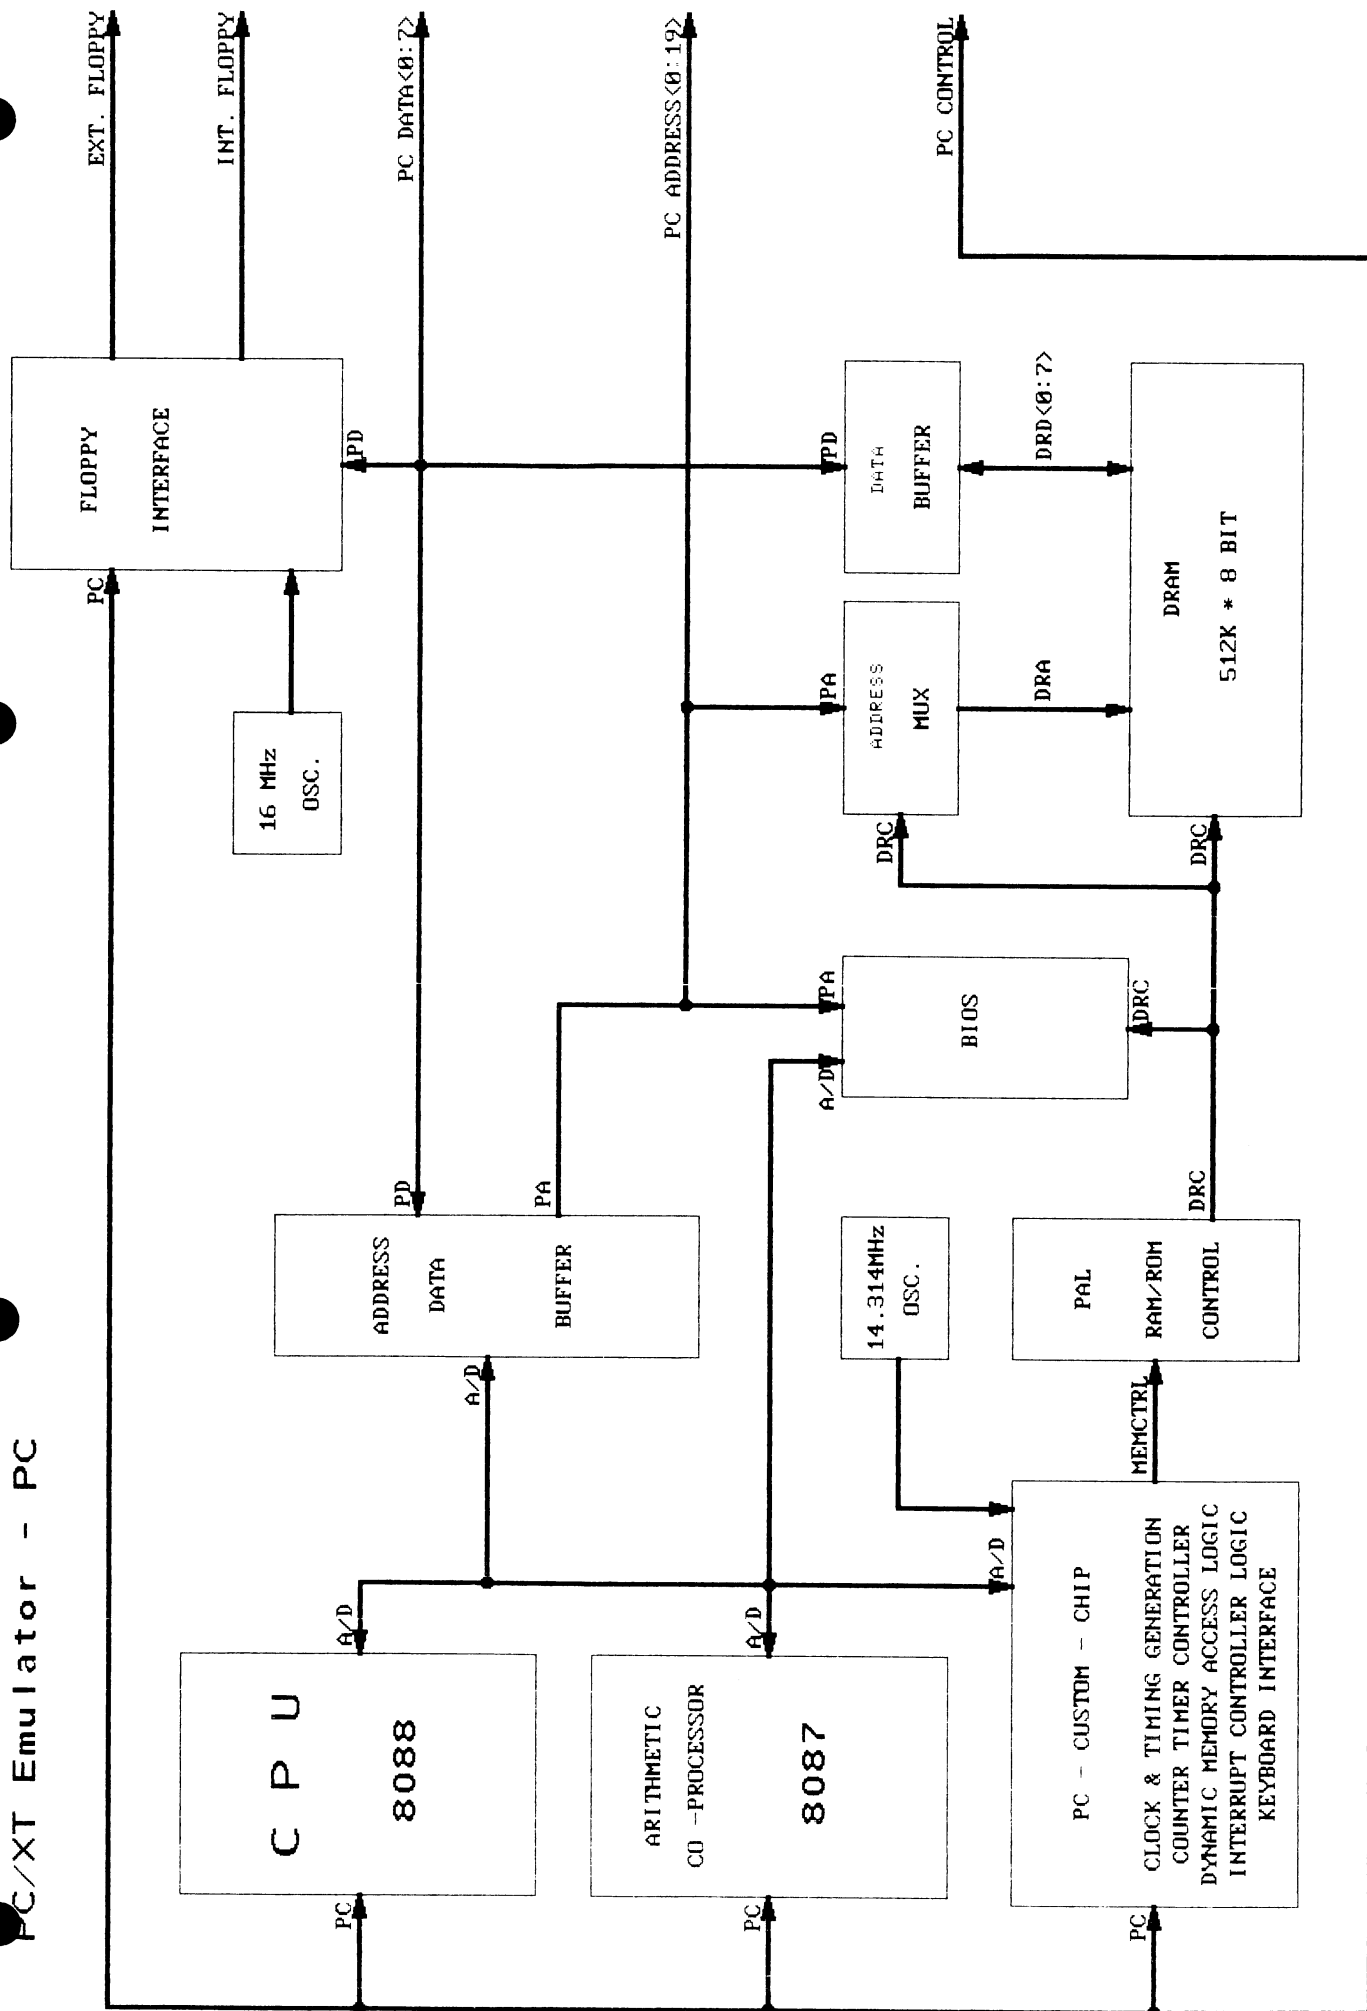 PC/XT Emulator - PC
C P U
8088
PC
A/D
ARITHMETIC
CO -PROCESSOR
8087
PC
A/D
PC - CUSTOM - CHIP
CLOCK & TIMING GENERATION
COUNTER TIMER CONTROLLER
DYNAMIC MEMORY ACCESS LOGIC
INTERRUPT CONTROLLER LOGIC
KEYBOARD INTERFACE
PC
A/D
MEMCTRL
ADDRESS
DATA
BUFFER
A/D
PD
PA
14.314MHz
OSC.
PAL
RAM/ROM
CONTROL
DRC
BIOS
A/D
PA
DRC
16 MHz
OSC.
FLOPPY
INTERFACE
PC
PD
EXT. FLOPPY
INT. FLOPPY
PC DATA<0:7>
PC ADDRESS<0:19>
PC CONTROL
ADDRESS
MUX
PA
DRC
DRA
DATA
BUFFER
PD
DRD<0:7>
DRAM
512K * 8 BIT
DRC